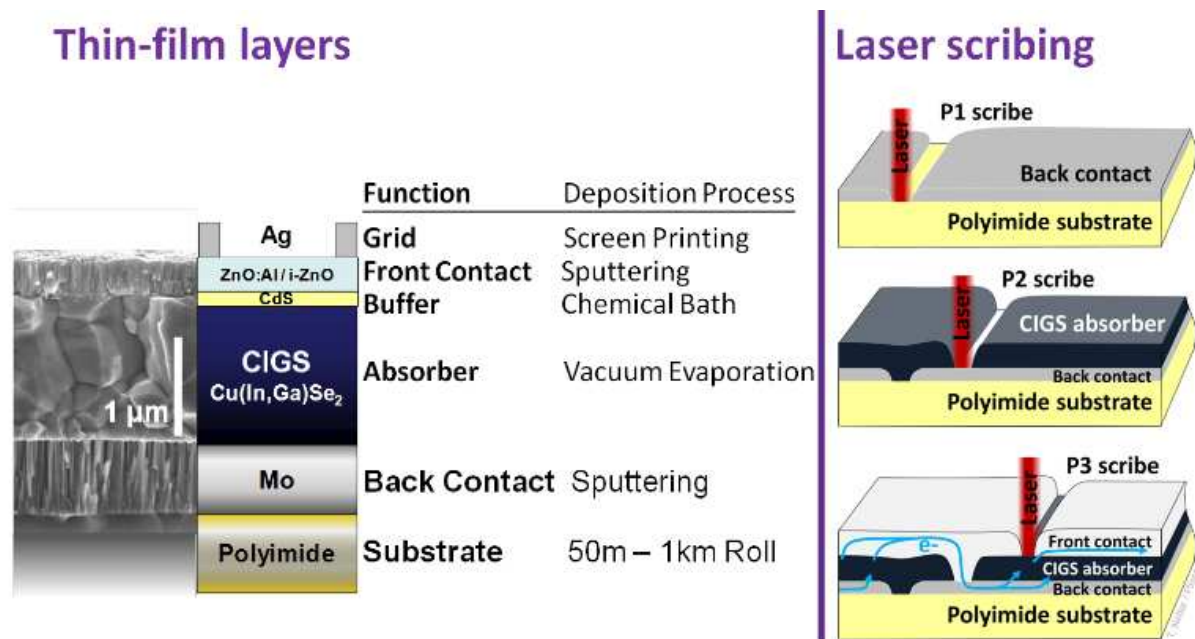 Thin-film layers
Function Deposition Process
Ag Grid Screen Printing
ZnO:Al / i-ZnO Front Contact Sputtering
CdS Buffer Chemical Bath
CIGS
Cu(In,Ga)Se2
Absorber Vacuum Evaporation
1 µm
Mo Back Contact Sputtering
Polyimide Substrate 50m – 1km Roll
Laser scribing
P1 scribe
Laser
Back contact
Polyimide substrate
P2 scribe
Laser
CIGS absorber
Back contact
Polyimide substrate
P3 scribe
Laser
Front contact
e-
CIGS absorber
Back contact
Polyimide substrate